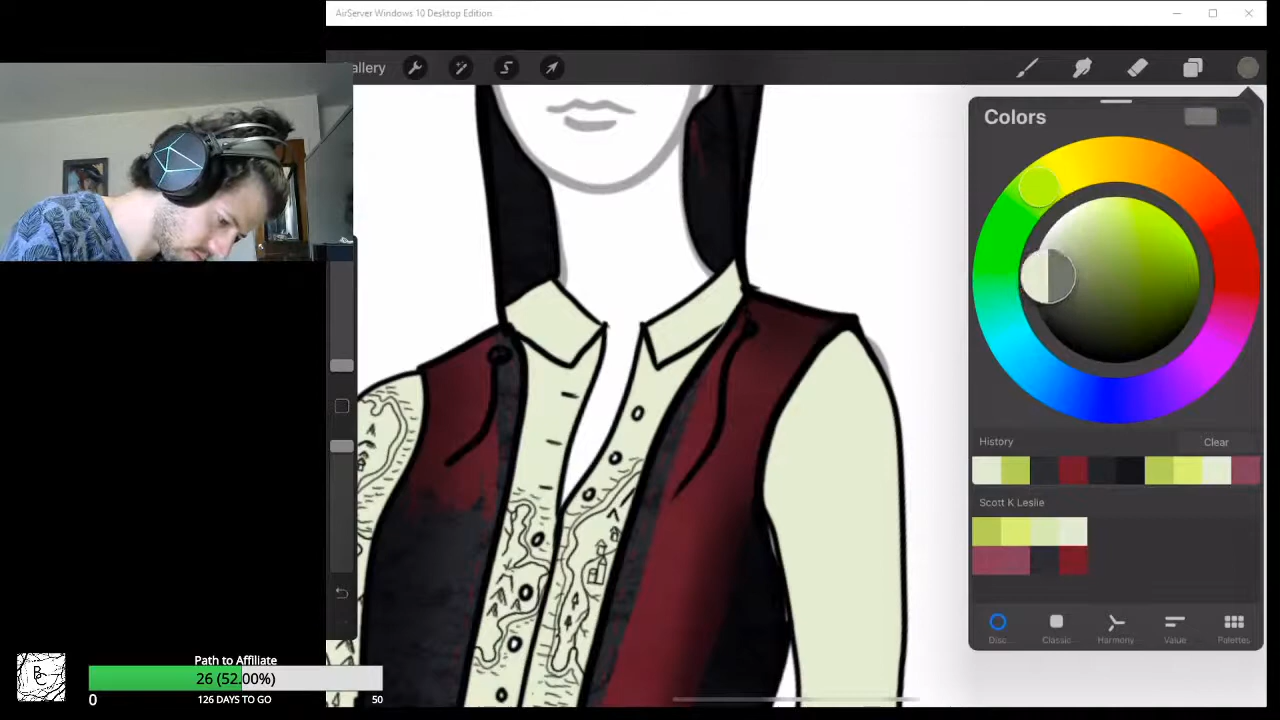 AirServer Windows 10 Desktop Edition
allery
Colors
History
Clear
Scott K Leslie
Disc
Classic
Harmony
Value
Palettes
Path to Affiliate
26 (52.00%)
0
126 DAYS TO GO
50